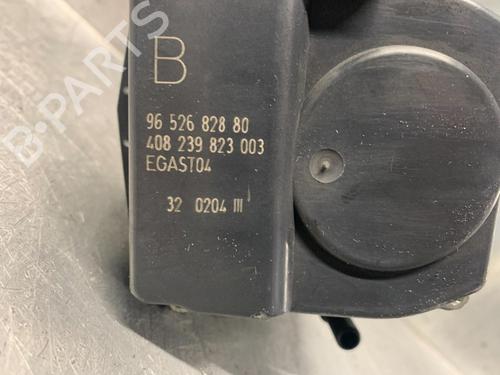 B
96 526 828 80
408 239 823 003
EGAST04
32 0204 III
B-PARTS